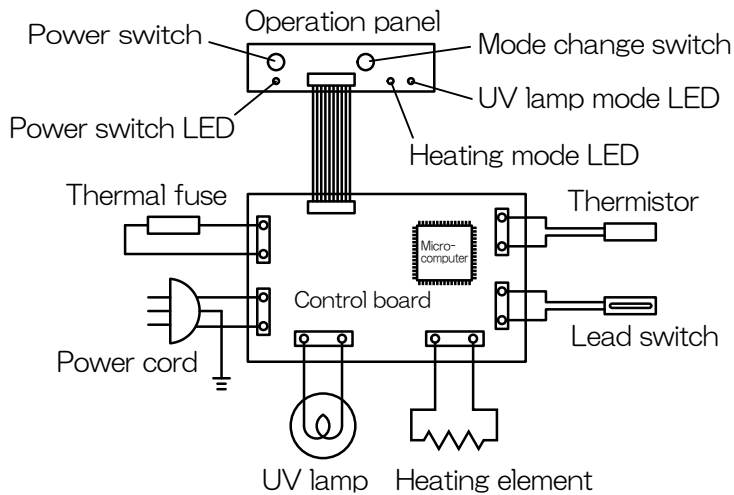 Operation panel
Power switch
Mode change switch
UV lamp mode LED
Power switch LED
Heating mode LED
Thermal fuse
Thermistor
Micro-
computer
Control board
Lead switch
Power cord
UV lamp
Heating element